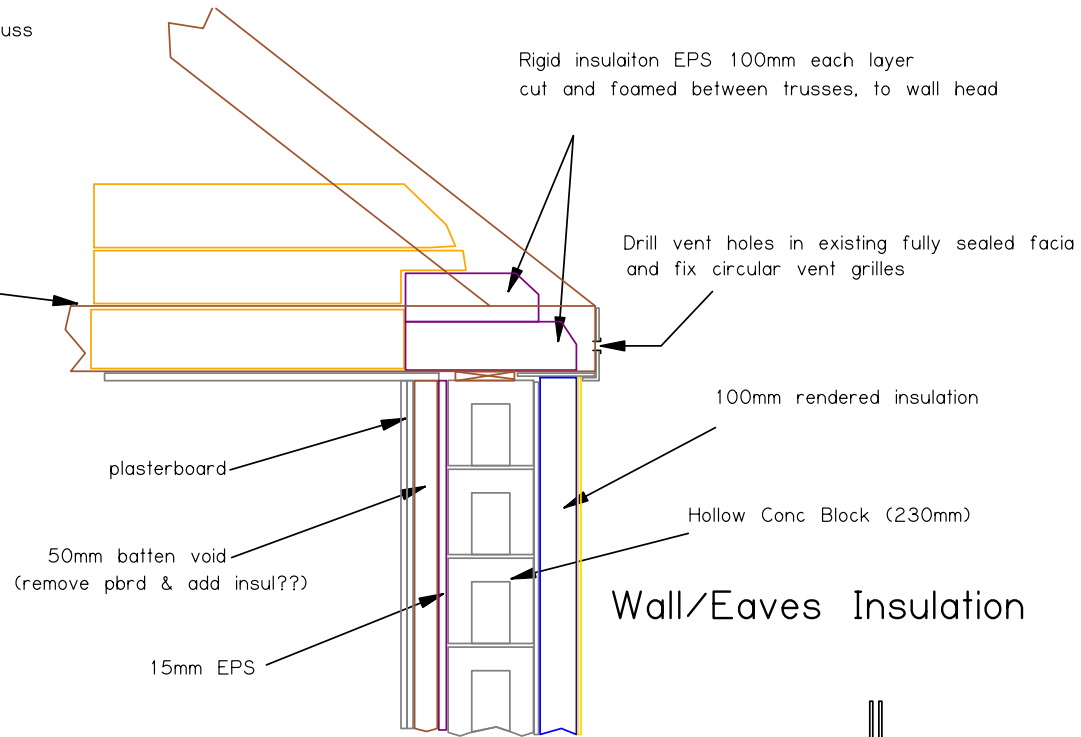 uss
Rigid insulaiton EPS 100mm each layer
cut and foamed between trusses, to wall head
Drill vent holes in existing fully sealed facia
and fix circular vent grilles
100mm rendered insulation
plasterboard
Hollow Conc Block (230mm)
50mm batten void
(remove pbrd & add insul??)
Wall/Eaves Insulation
15mm EPS